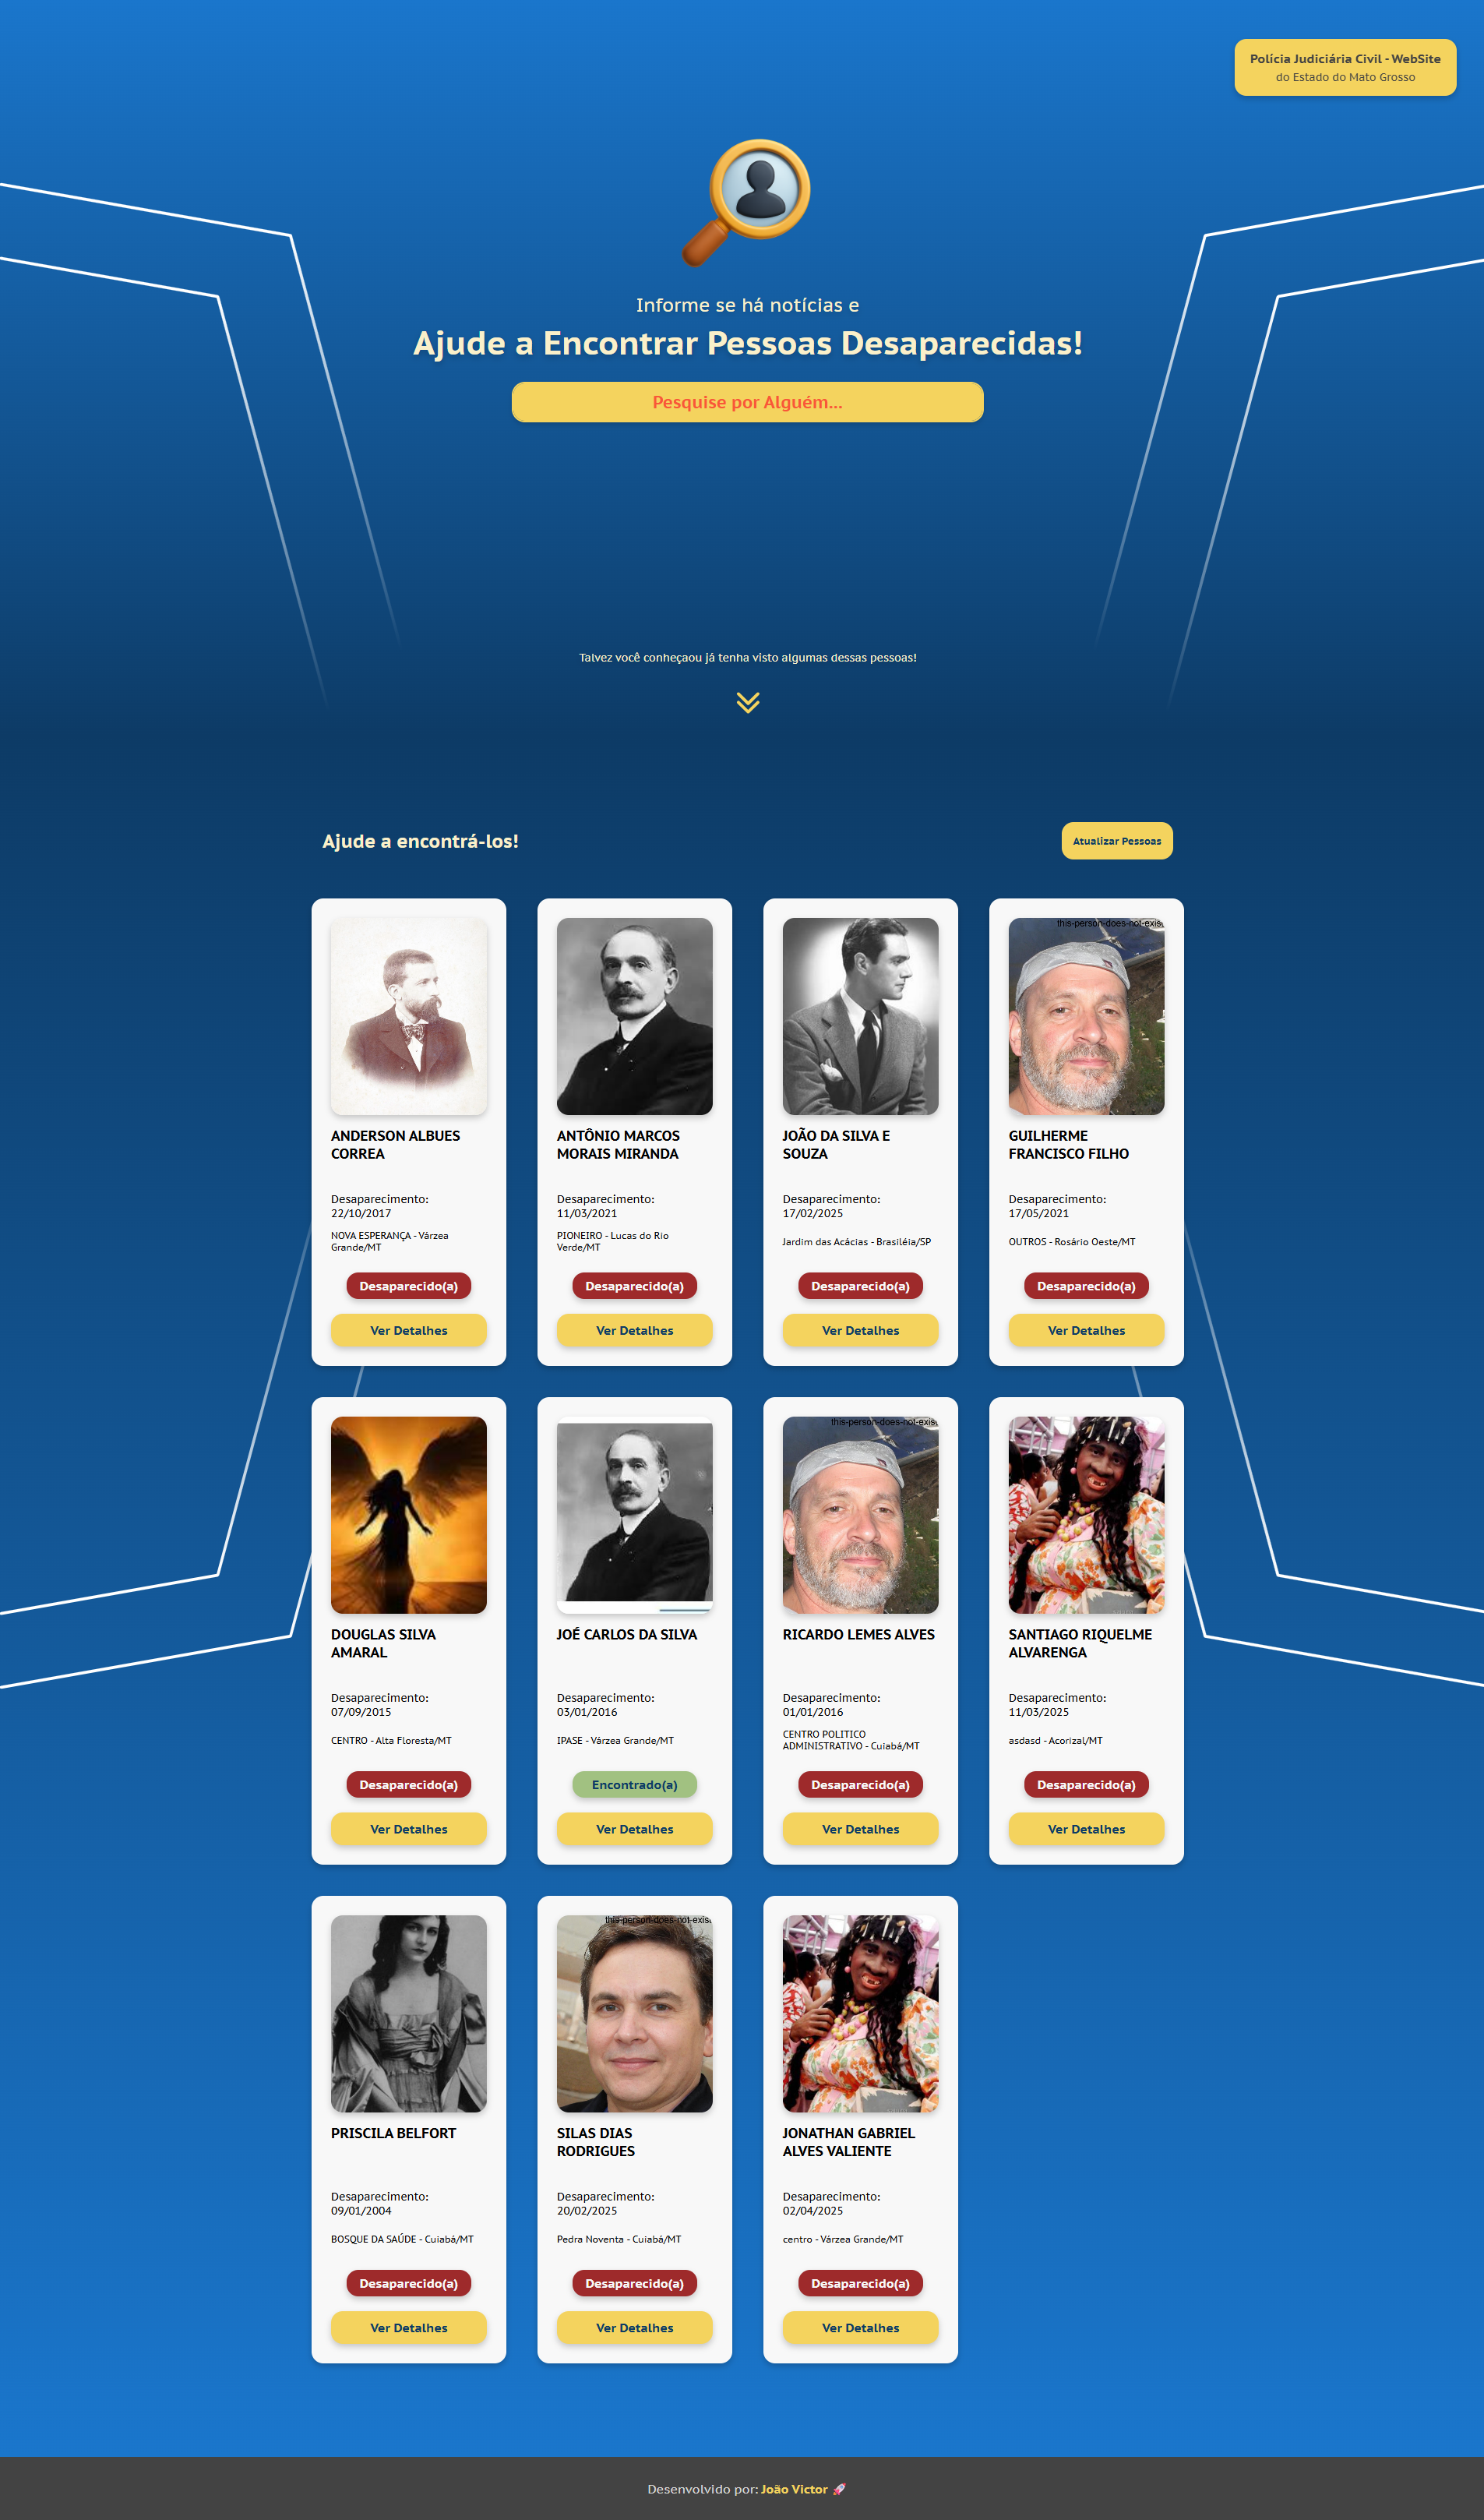 Polícia Judiciária Civil - WebSite
do Estado do Mato Grosso
Informe se há notícias e
Ajude a Encontrar Pessoas Desaparecidas!
Pesquise por Alguém...
Talvez você conheçaou já tenha visto algumas dessas pessoas!
Ajude a encontrá-los!
Atualizar Pessoas
ANDERSON ALBUES
CORREA
Desaparecimento:
22/10/2017
NOVA ESPERANÇA - Várzea
Grande/MT
Desaparecido(a)
Ver Detalhes
ANTÔNIO MARCOS
MORAIS MIRANDA
Desaparecimento:
11/03/2021
PIONEIRO - Lucas do Rio
Verde/MT
Desaparecido(a)
Ver Detalhes
JOÃO DA SILVA E
SOUZA
Desaparecimento:
17/02/2025
Jardim das Acácias - Brasiléia/SP
Desaparecido(a)
Ver Detalhes
this-person-does-not-exis
GUILHERME
FRANCISCO FILHO
Desaparecimento:
17/05/2021
OUTROS - Rosário Oeste/MT
Desaparecido(a)
Ver Detalhes
DOUGLAS SILVA
AMARAL
Desaparecimento:
07/09/2015
CENTRO - Alta Floresta/MT
Desaparecido(a)
Ver Detalhes
JOÉ CARLOS DA SILVA
Desaparecimento:
03/01/2016
IPASE - Várzea Grande/MT
Encontrado(a)
Ver Detalhes
this-person-does-not-exis
RICARDO LEMES ALVES
Desaparecimento:
01/01/2016
CENTRO POLITICO
ADMINISTRATIVO - Cuiabá/MT
Desaparecido(a)
Ver Detalhes
SANTIAGO RIQUELME
ALVARENGA
Desaparecimento:
11/03/2025
asdasd - Acorizal/MT
Desaparecido(a)
Ver Detalhes
PRISCILA BELFORT
Desaparecimento:
09/01/2004
BOSQUE DA SAÚDE - Cuiabá/MT
Desaparecido(a)
Ver Detalhes
this-person-does-not-exis
SILAS DIAS
RODRIGUES
Desaparecimento:
20/02/2025
Pedra Noventa - Cuiabá/MT
Desaparecido(a)
Ver Detalhes
JONATHAN GABRIEL
ALVES VALIENTE
Desaparecimento:
02/04/2025
centro - Várzea Grande/MT
Desaparecido(a)
Ver Detalhes
Desenvolvido por: João Victor 🚀